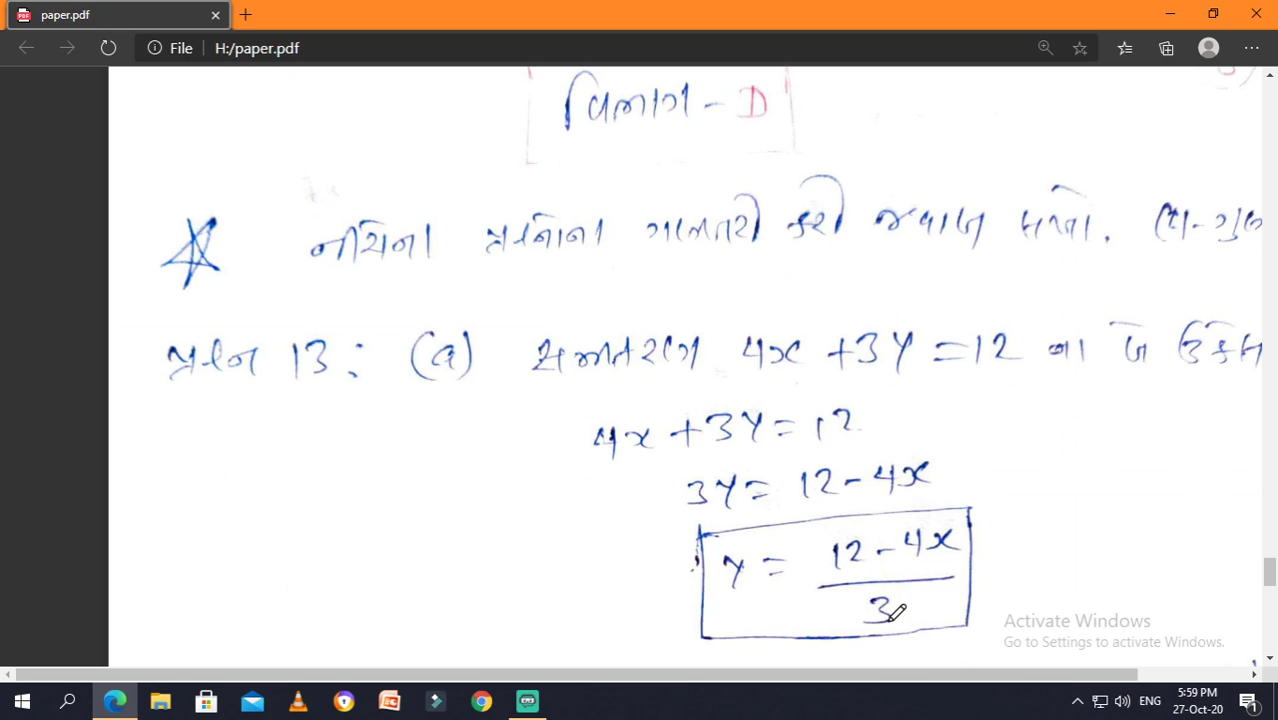 paper.pdf
File H:/paper.pdf
વિભાગ - D
નીચેના પ્રશ્નોના ગણતરી કરી જવાબ
પ્રશ્ન 13 : (a) સમીકરણ 4x + 3y = 12 ના બે ઉકેલ
4x + 3y = 12
3y = 12 - 4x
y = 12 - 4x
3
Activate Windows
Go to Settings to activate Windows.
ENG
5:59 PM
27-Oct-20